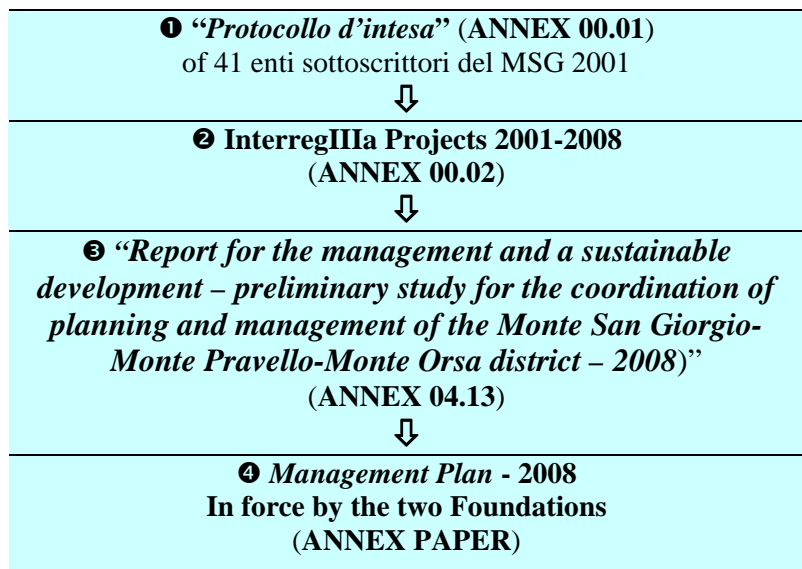 ❶ “Protocollo d’intesa” (ANNEX 00.01)
of 41 enti sottoscrittori del MSG 2001
⇩
❷ InterregIIIa Projects 2001-2008
(ANNEX 00.02)
⇩
❸ “Report for the management and a sustainable
development – preliminary study for the coordination of
planning and management of the Monte San Giorgio-
Monte Pravello-Monte Orsa district – 2008)”
(ANNEX 04.13)
⇩
❹ Management Plan - 2008
In force by the two Foundations
(ANNEX PAPER)